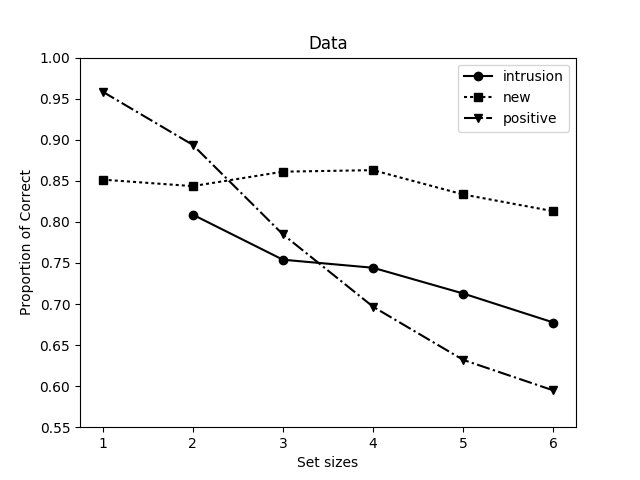 Data
1.00
0.95
0.90
0.85
0.80
0.75
0.70
0.65
0.60
0.55
Proportion of Correct
intrusion
new
positive
1 2 3 4 5 6
Set sizes